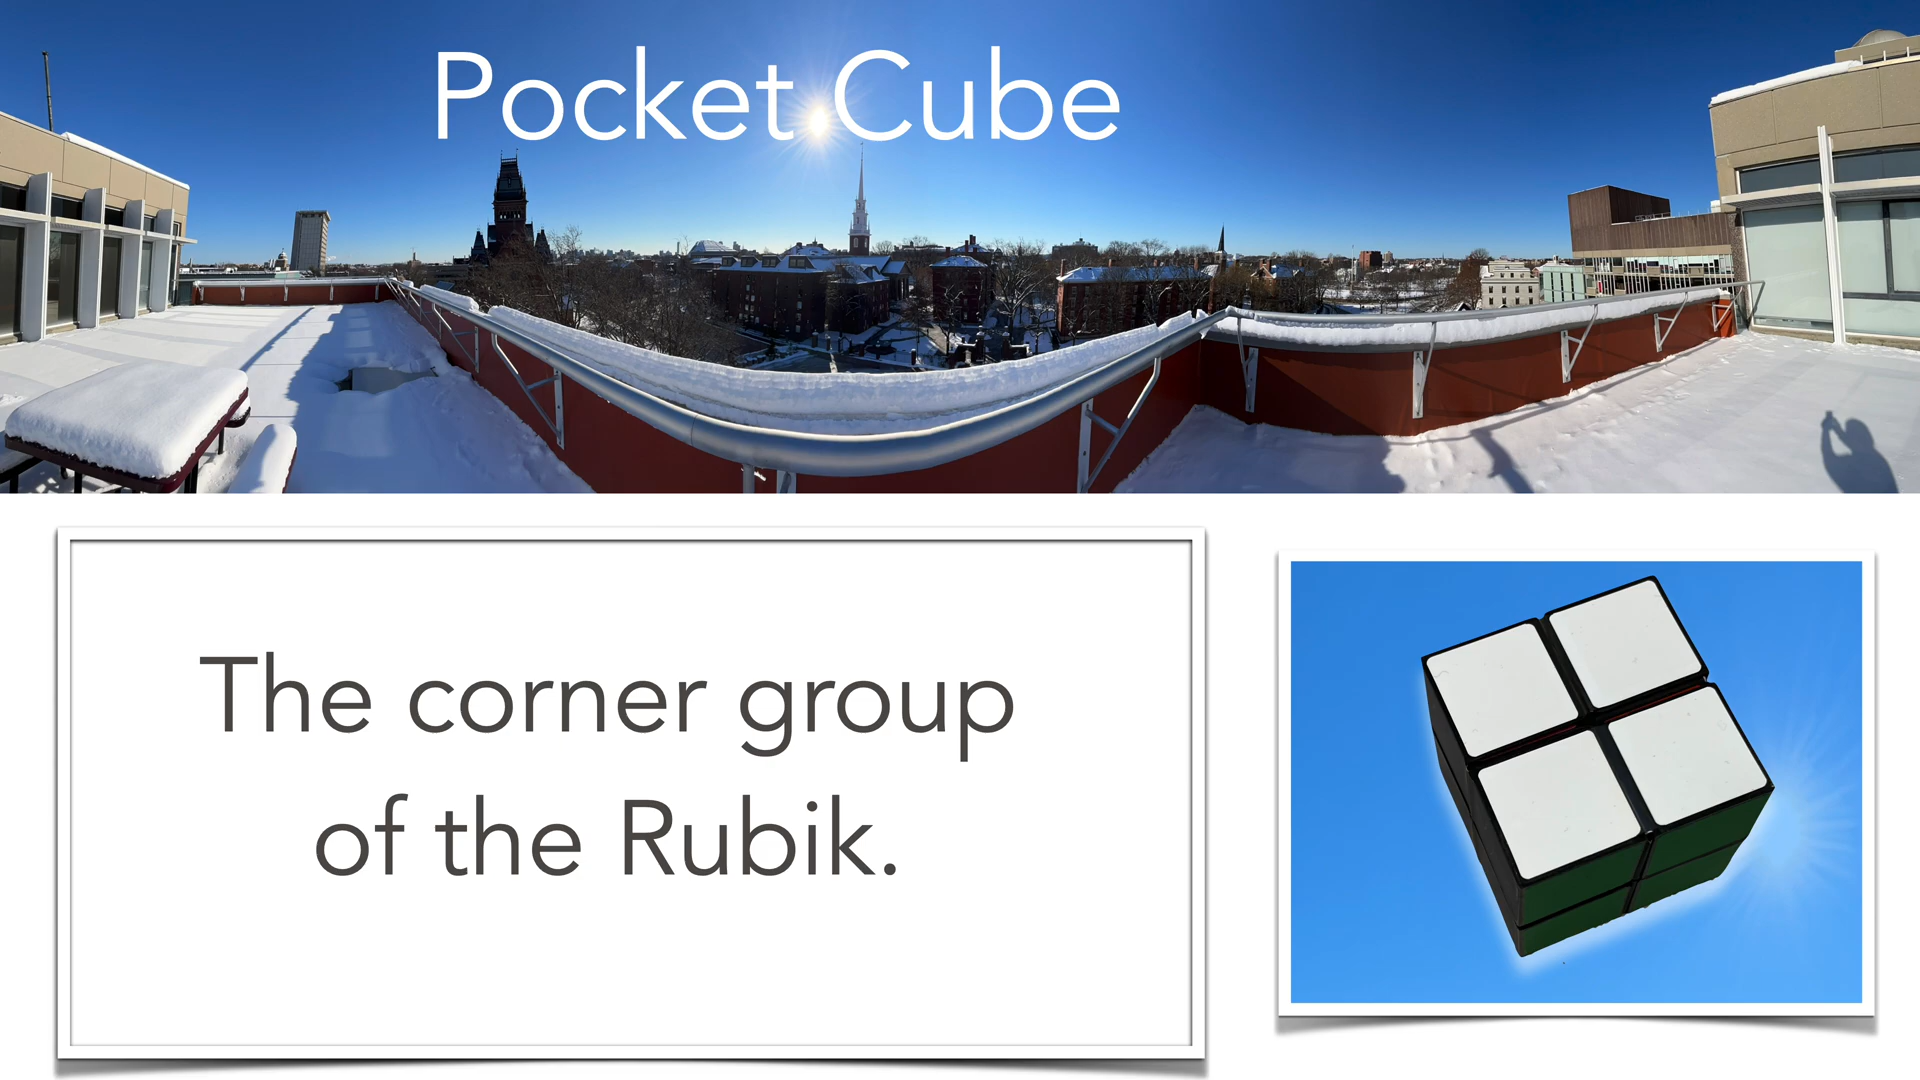 Pocket Cube
The corner group
of the Rubik.